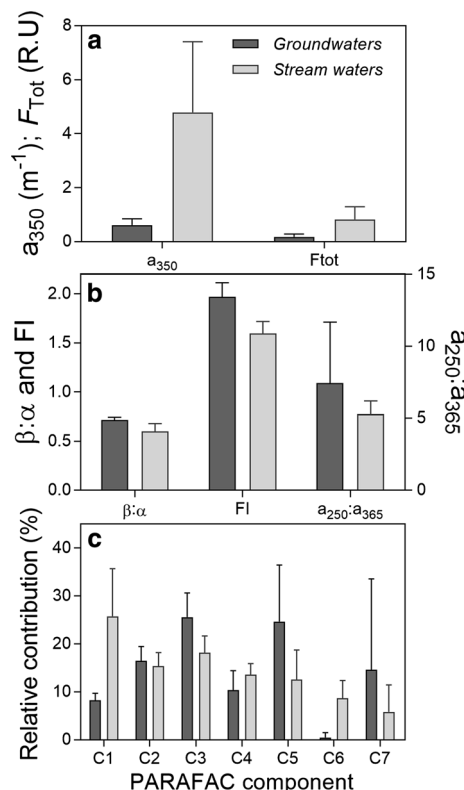 a
Groundwaters
Stream waters
a₃₅₀ (m⁻¹); F_Tot (R.U)
8
6
4
2
0
a₃₅₀
Ftot
b
β:α and FI
2.0
1.5
1.0
0.5
0.0
15
10
5
0
a₂₅₀:a₃₆₅
β:α
FI
a₂₅₀:a₃₆₅
c
Relative contribution (%)
40
30
20
10
0
C1 C2 C3 C4 C5 C6 C7
PARAFAC component